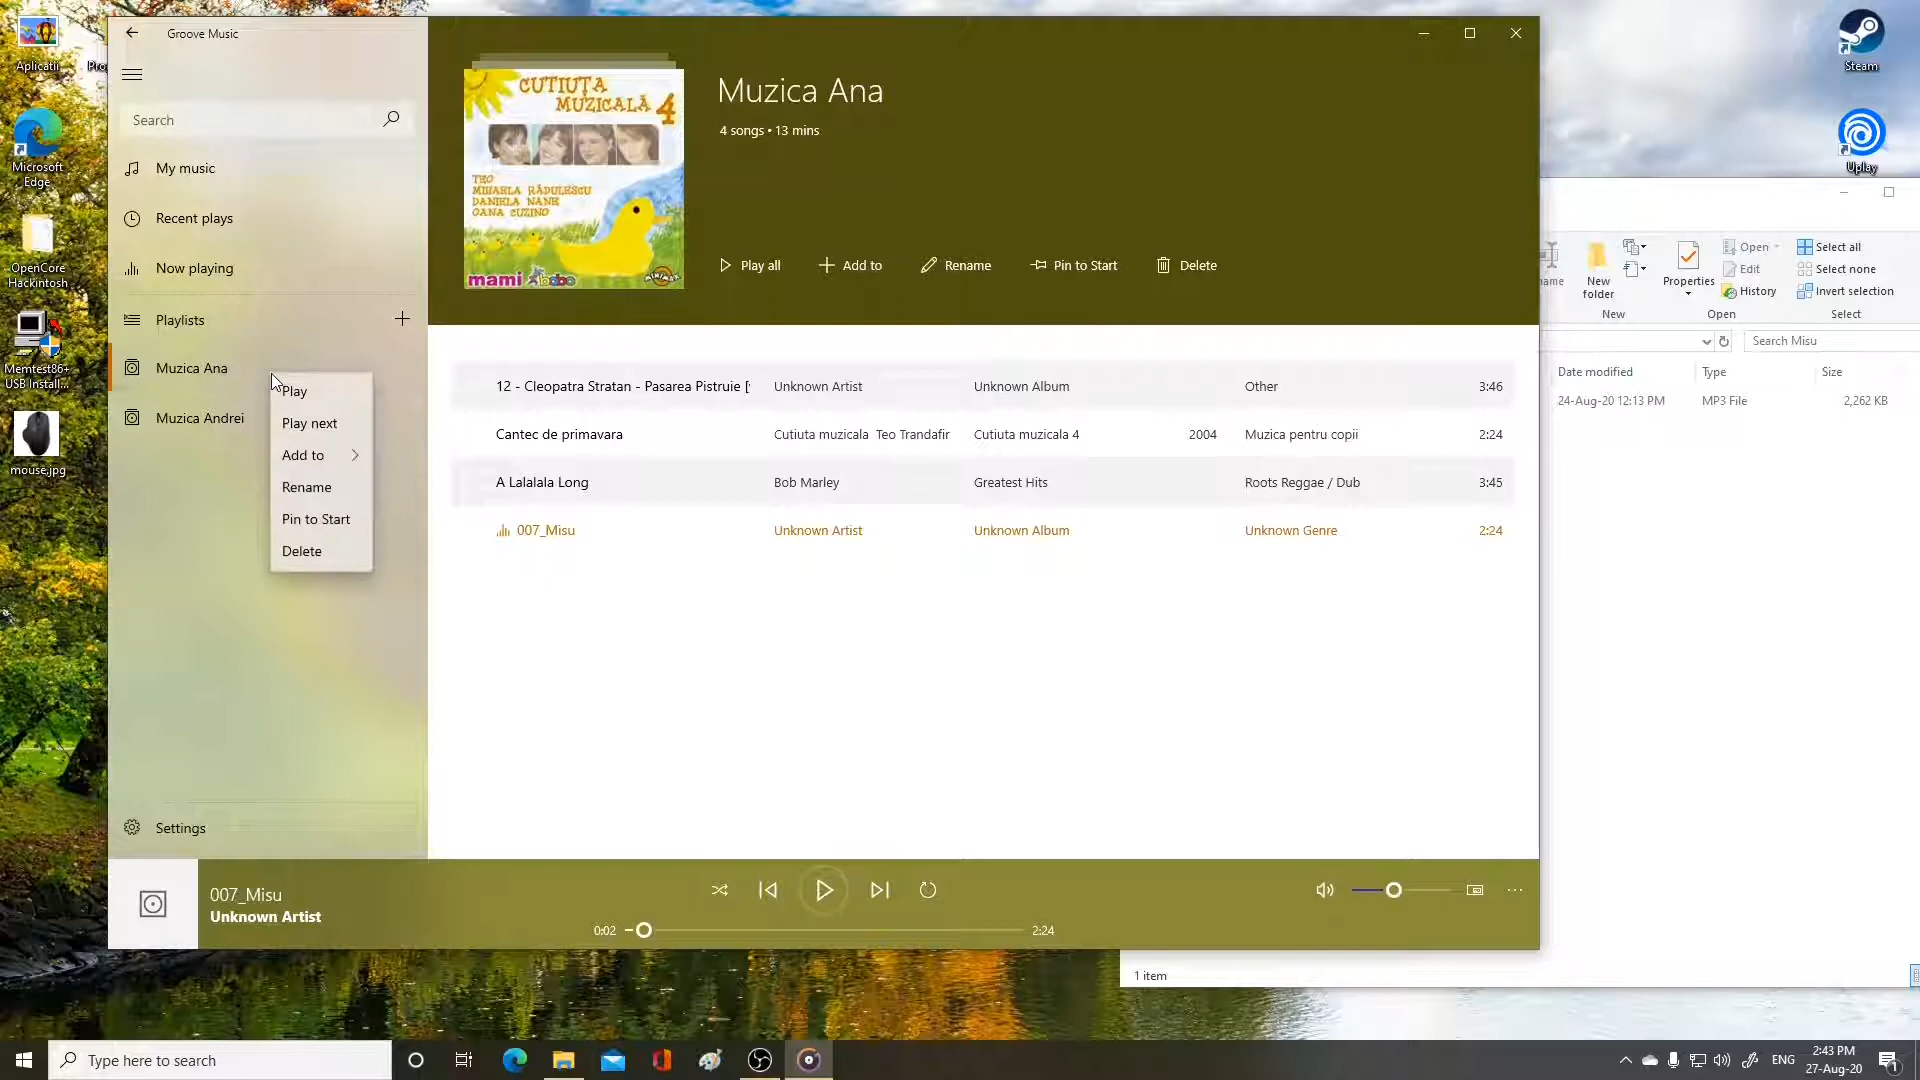 Aplicatii
Microsoft
Edge
OpenCore
Hackintosh
Memtest86+
USB Install...
mouse.jpg
Groove Music
Search
My music
Recent plays
Now playing
Playlists
Muzica Ana
Muzica Andrei
Settings
Play
Play next
Add to
Rename
Pin to Start
Delete
CUTIUȚA
MUZICALĂ 4
TEO
MIHAELA RĂDULESCU
DANIELA NANE
OANA CUZINO
mami bebe
MINIMAX
Muzica Ana
4 songs • 13 mins
Play all
Add to
Rename
Pin to Start
Delete
12 - Cleopatra Stratan - Pasarea Pistruie [ Unknown Artist Unknown Album Other 3:46
Cantec de primavara Cutiuta muzicala Teo Trandafir Cutiuta muzicala 4 2004 Muzica pentru copii 2:24
A Lalalala Long Bob Marley Greatest Hits Roots Reggae / Dub 3:45
007_Misu Unknown Artist Unknown Album Unknown Genre 2:24
007_Misu
Unknown Artist
0:02
2:24
Steam
Uplay
New
folder
New
Properties
Open
Edit
History
Open
Select all
Select none
Invert selection
Select
Search Misu
Date modified Type Size
24-Aug-20 12:13 PM MP3 File 2,262 KB
1 item
Type here to search
ENG
2:43 PM
27-Aug-20
1